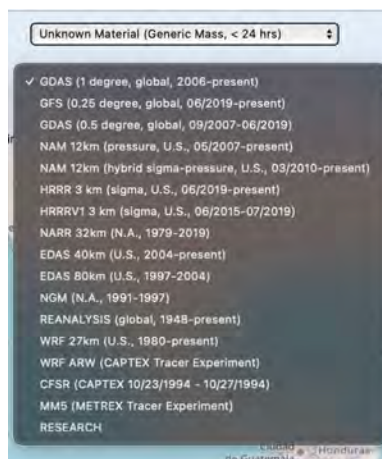 Unknown Material (Generic Mass, < 24 hrs)
✓ GDAS (1 degree, global, 2006-present)
GFS (0.25 degree, global, 06/2019-present)
GDAS (0.5 degree, global, 09/2007-06/2019)
NAM 12km (pressure, U.S., 05/2007-present)
NAM 12km (hybrid sigma-pressure, U.S., 03/2010-present)
HRRR 3 km (sigma, U.S., 06/2019-present)
HRRRV1 3 km (sigma, U.S., 06/2015-07/2019)
NARR 32km (N.A., 1979-2019)
EDAS 40km (U.S., 2004-present)
EDAS 80km (U.S., 1997-2004)
NGM (N.A., 1991-1997)
REANALYSIS (global, 1948-present)
WRF 27km (U.S., 1980-present)
WRF ARW (CAPTEX Tracer Experiment)
CFSR (CAPTEX 10/23/1994 - 10/27/1994)
MM5 (METREX Tracer Experiment)
RESEARCH
Ciudad
de Guatemala
Honduras